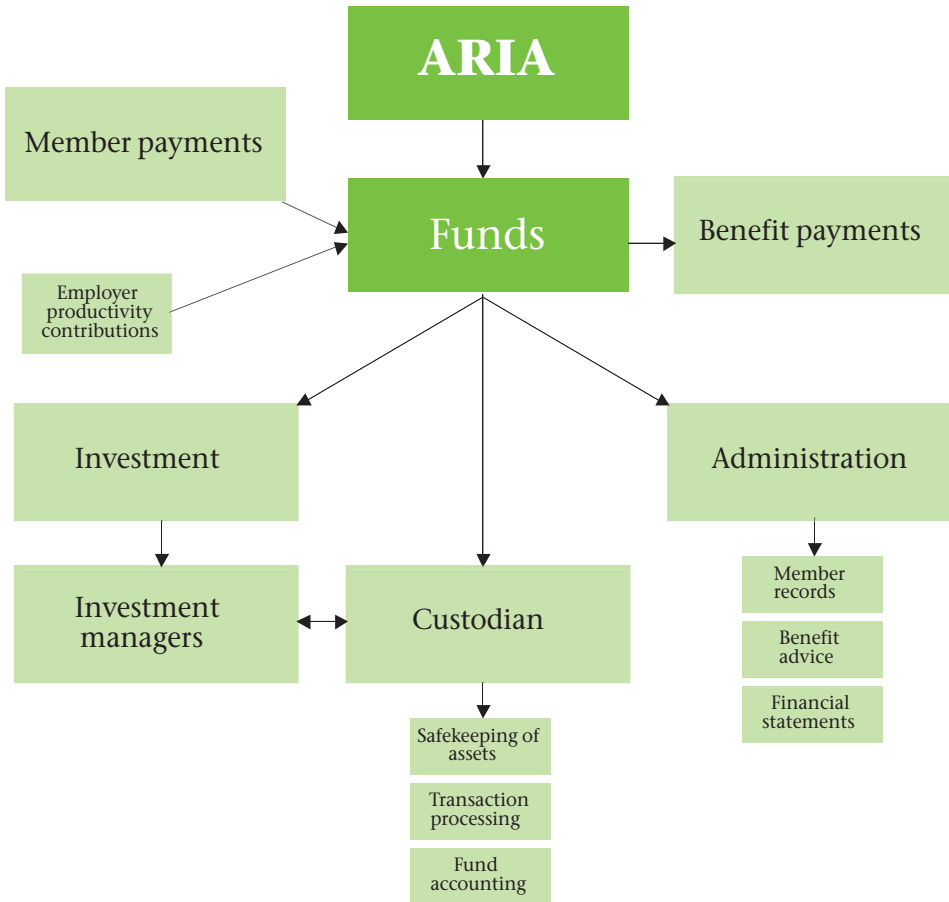 ARIA
Member payments
Funds
Benefit payments
Employer
productivity
contributions
Investment
Administration
Investment
managers
Custodian
Member
records
Benefit
advice
Financial
statements
Safekeeping of
assets
Transaction
processing
Fund
accounting